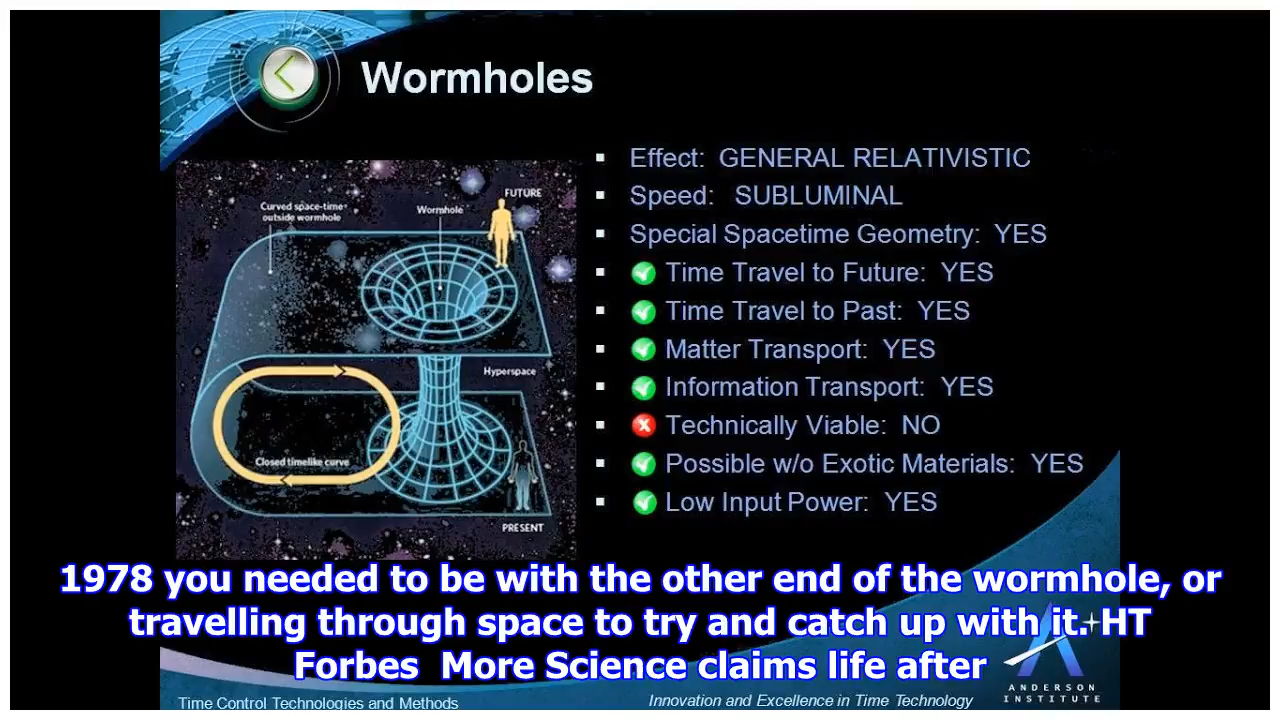 Wormholes
Effect: GENERAL RELATIVISTIC
Speed: SUBLUMINAL
Special Spacetime Geometry: YES
Time Travel to Future: YES
Time Travel to Past: YES
Matter Transport: YES
Information Transport: YES
Technically Viable: NO
Possible w/o Exotic Materials: YES
Low Input Power: YES
FUTURE
Curved space-time
outside wormhole
Wormhole
Hyperspace
Closed timelike curve
PRESENT
1978 you needed to be with the other end of the wormhole, or
travelling through space to try and catch up with it. HT
Forbes  More Science claims life after
ANDERSON
INSTITUTE
Time Control Technologies and Methods
Innovation and Excellence in Time Technology